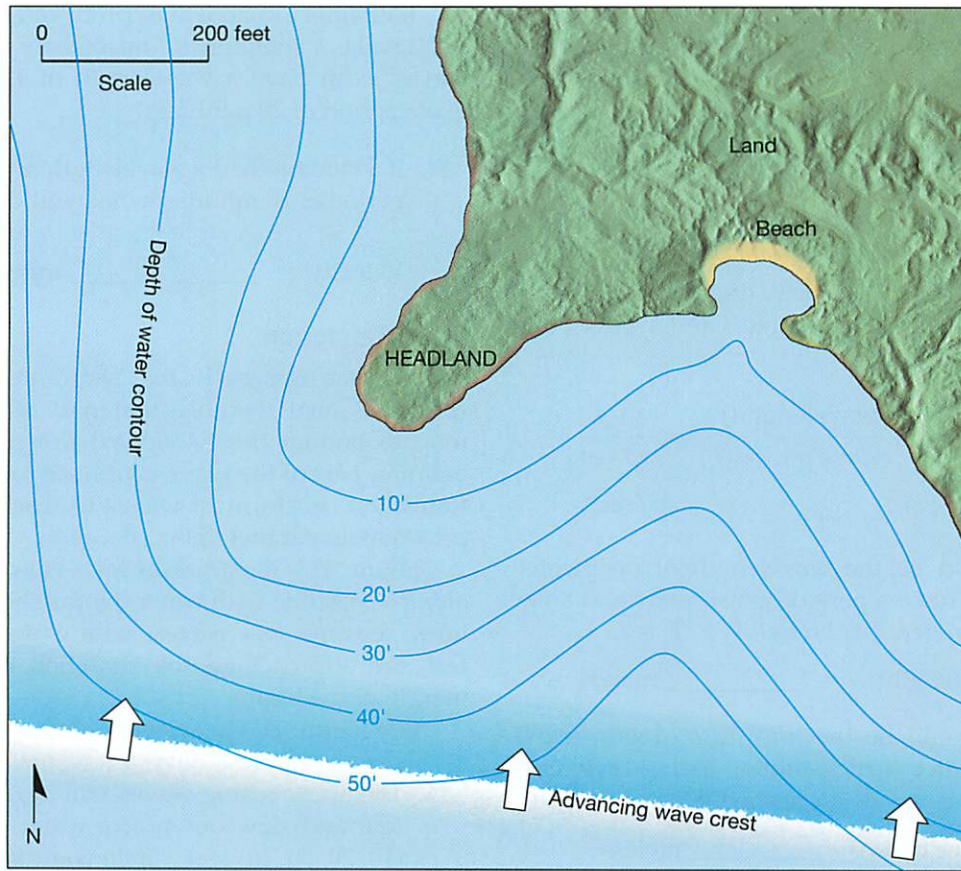 0 200 feet
Scale
Land
Beach
Depth of water contour
HEADLAND
10'
20'
30'
40'
50'
Advancing wave crest
N